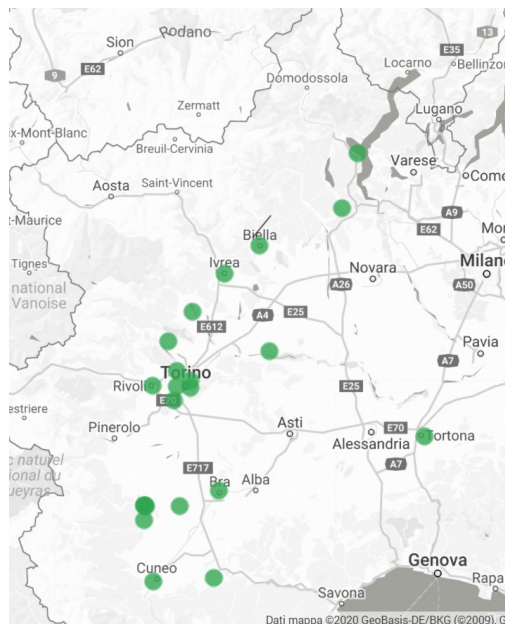 Rodano
13
Sion
E35
E62
9
Locarno
Bellinzon
Domodossola
Zermatt
Lugano
x-Mont-Blanc
Breuil-Cervinia
Varese
Como
Aosta
Saint-Vincent
A9
t-Maurice
E62
Mon
Biella
Tignes
Ivrea
Novara
Milano
national
Vanoise
A26
A50
E25
A4
E612
Pavia
A7
Torino
Rivoli
E25
E70
estriere
Asti
E70
Pinerolo
Alessandria
Tortona
c naturel
ional du
ueyras
E717
A7
Bra
Alba
Cuneo
Genova
Rapa
Savona
Dati mappa ©2020 GeoBasis-DE/BKG (©2009), G